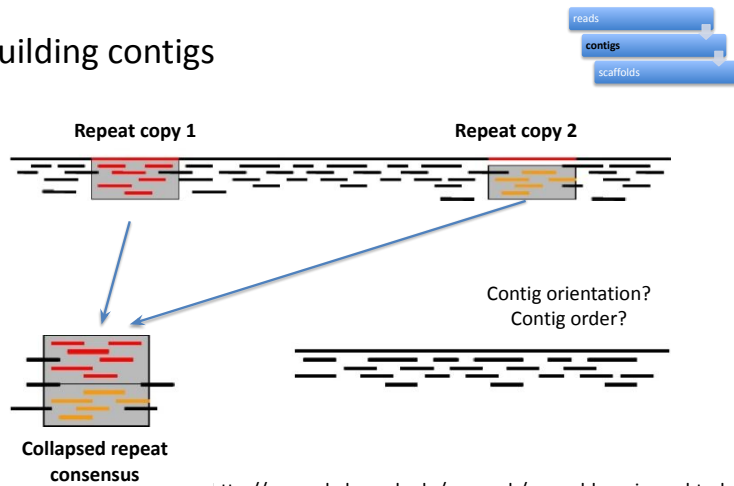 uilding contigs
reads
contigs
scaffolds
Repeat copy 1
Repeat copy 2
Contig orientation?
Contig order?
Collapsed repeat
consensus